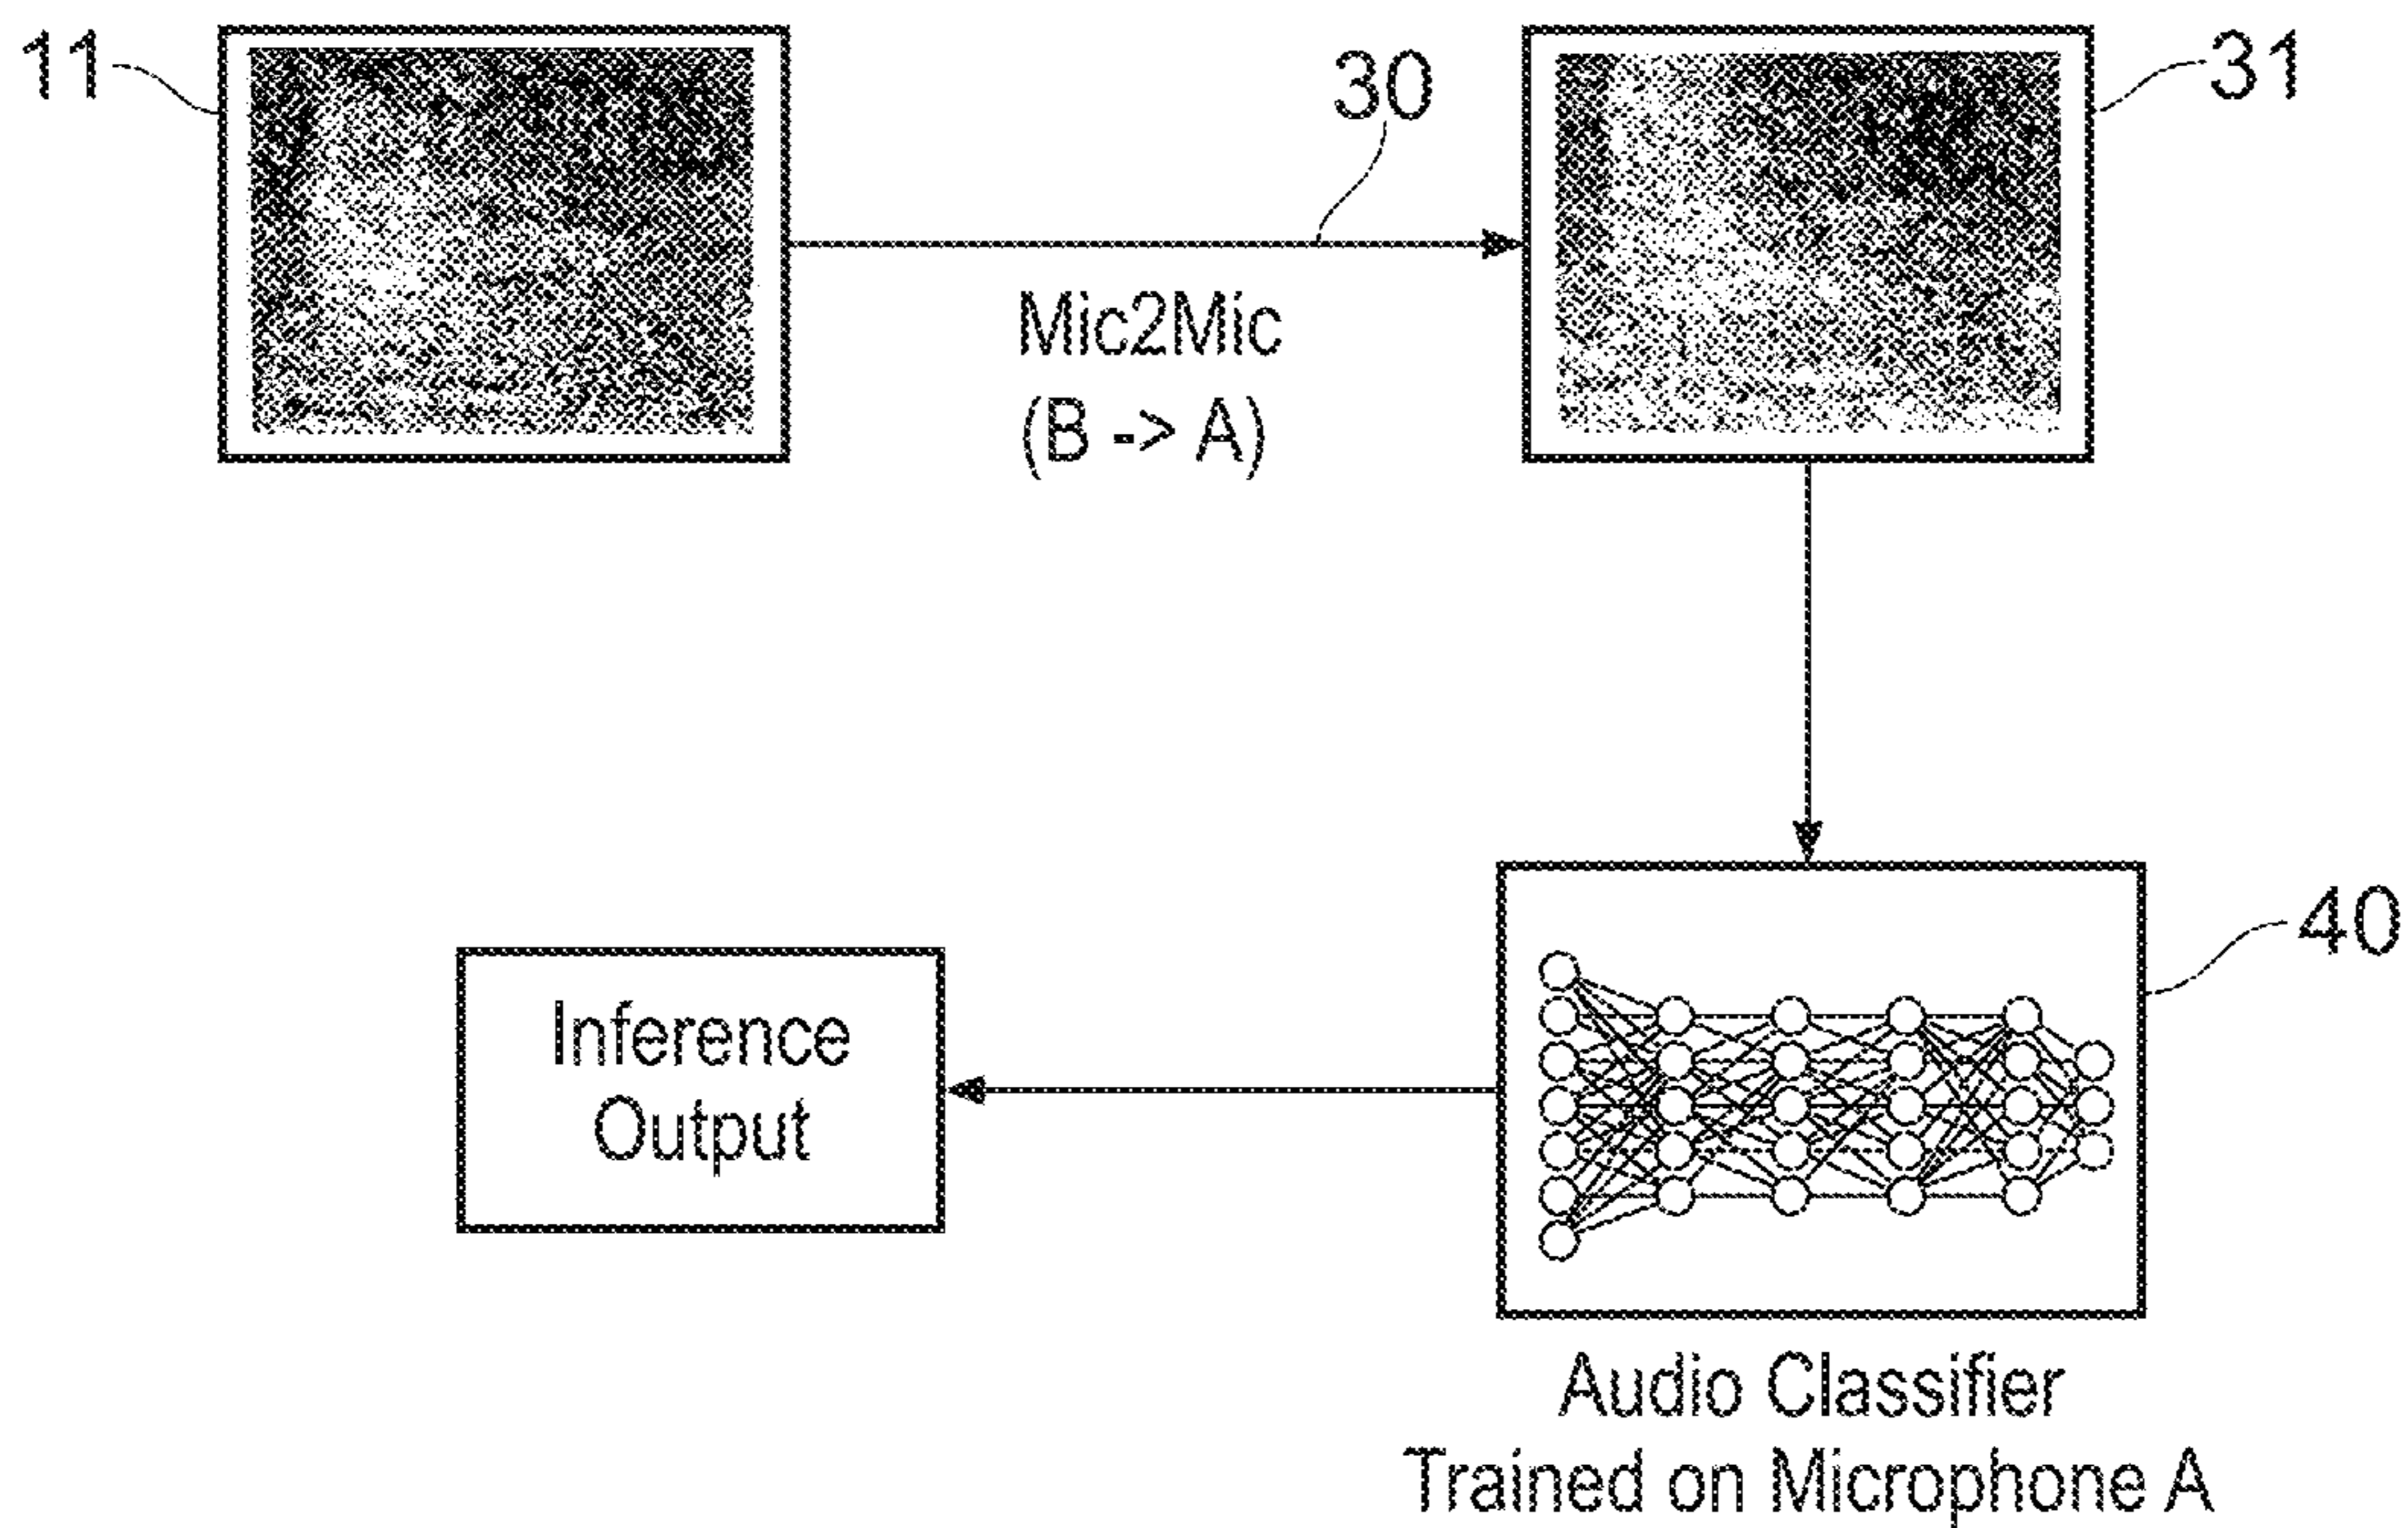 11
30
31
Mic2Mic
(B -> A)
40
Inference
Output
Audio Classifier
Trained on Microphone A